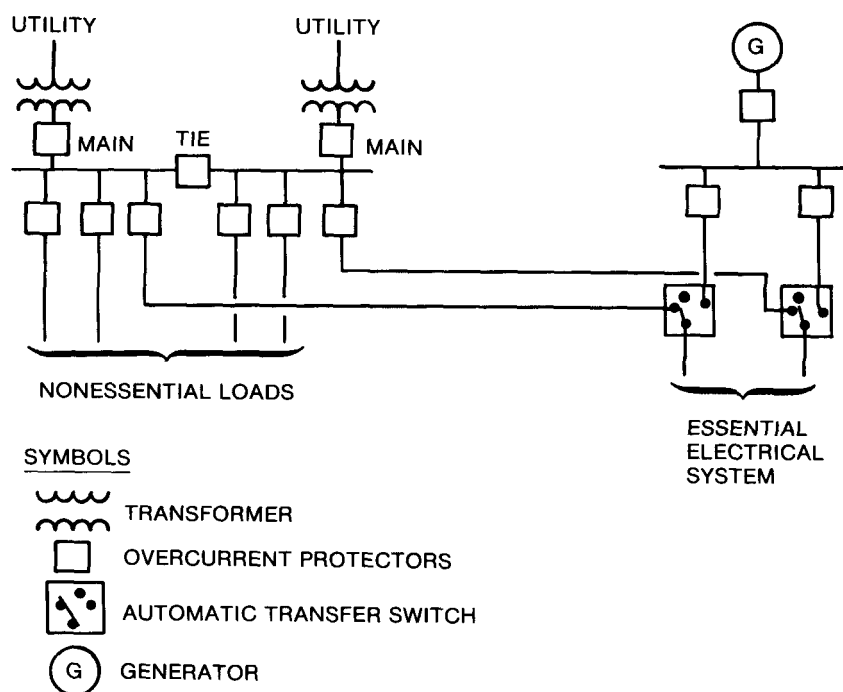 UTILITY
UTILITY
G
MAIN
TIE
MAIN
NONESSENTIAL LOADS
ESSENTIAL
ELECTRICAL
SYSTEM
SYMBOLS
TRANSFORMER
OVERCURRENT PROTECTORS
AUTOMATIC TRANSFER SWITCH
G GENERATOR